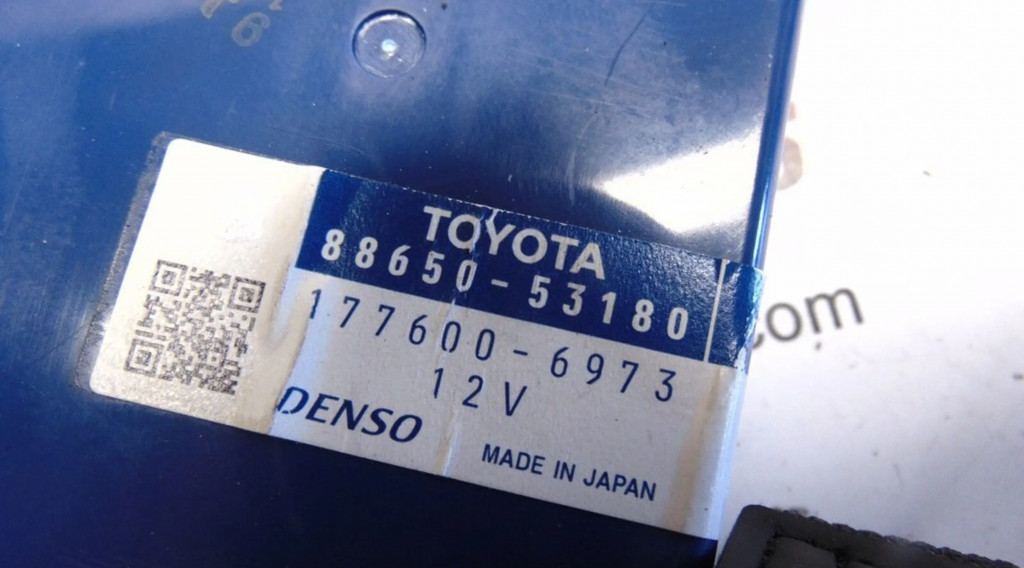 TOYOTA
88650-53180
177600-6973
12V
DENSO
MADE IN JAPAN
.com